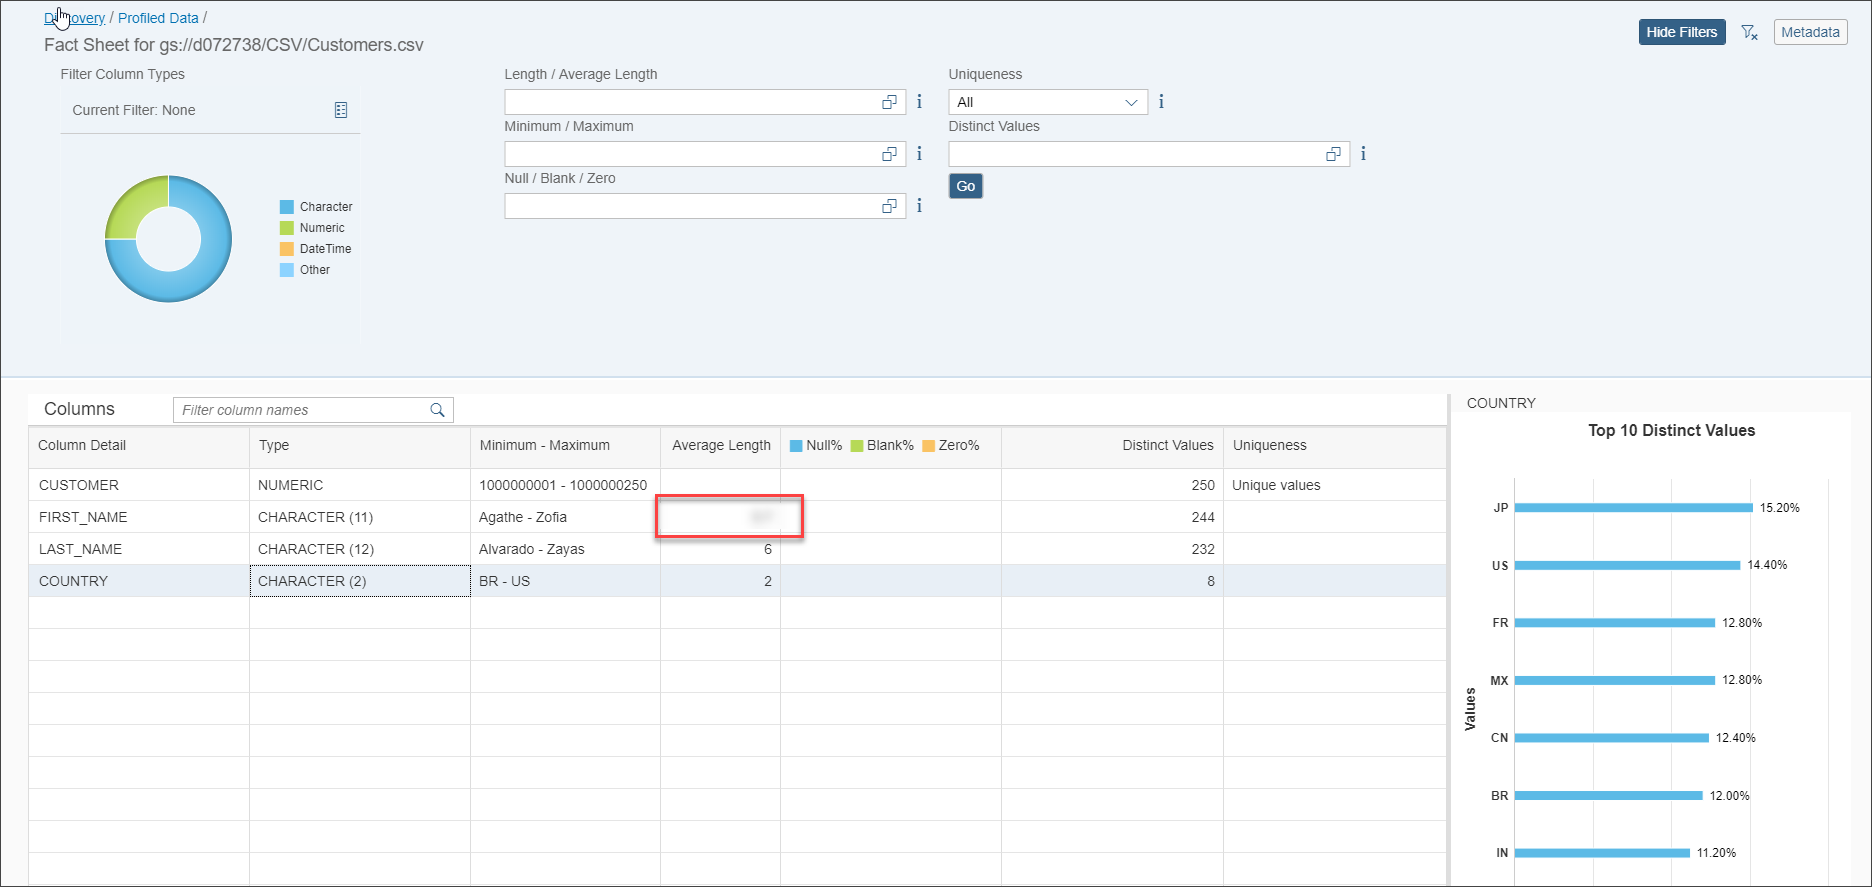 Discovery / Profiled Data /
Fact Sheet for gs://d072738/CSV/Customers.csv
Hide Filters
Metadata
Filter Column Types
Current Filter: None
Character
Numeric
DateTime
Other
Length / Average Length
Minimum / Maximum
Null / Blank / Zero
Uniqueness
All
Distinct Values
Go
Columns
Filter column names
Column Detail Type Minimum - Maximum Average Length Null% Blank% Zero% Distinct Values Uniqueness
CUSTOMER NUMERIC 1000000001 - 1000000250 250 Unique values
FIRST_NAME CHARACTER (11) Agathe - Zofia 244
LAST_NAME CHARACTER (12) Alvarado - Zayas 6 232
COUNTRY CHARACTER (2) BR - US 2 8
COUNTRY
Top 10 Distinct Values
Values
JP 15.20%
US 14.40%
FR 12.80%
MX 12.80%
CN 12.40%
BR 12.00%
IN 11.20%